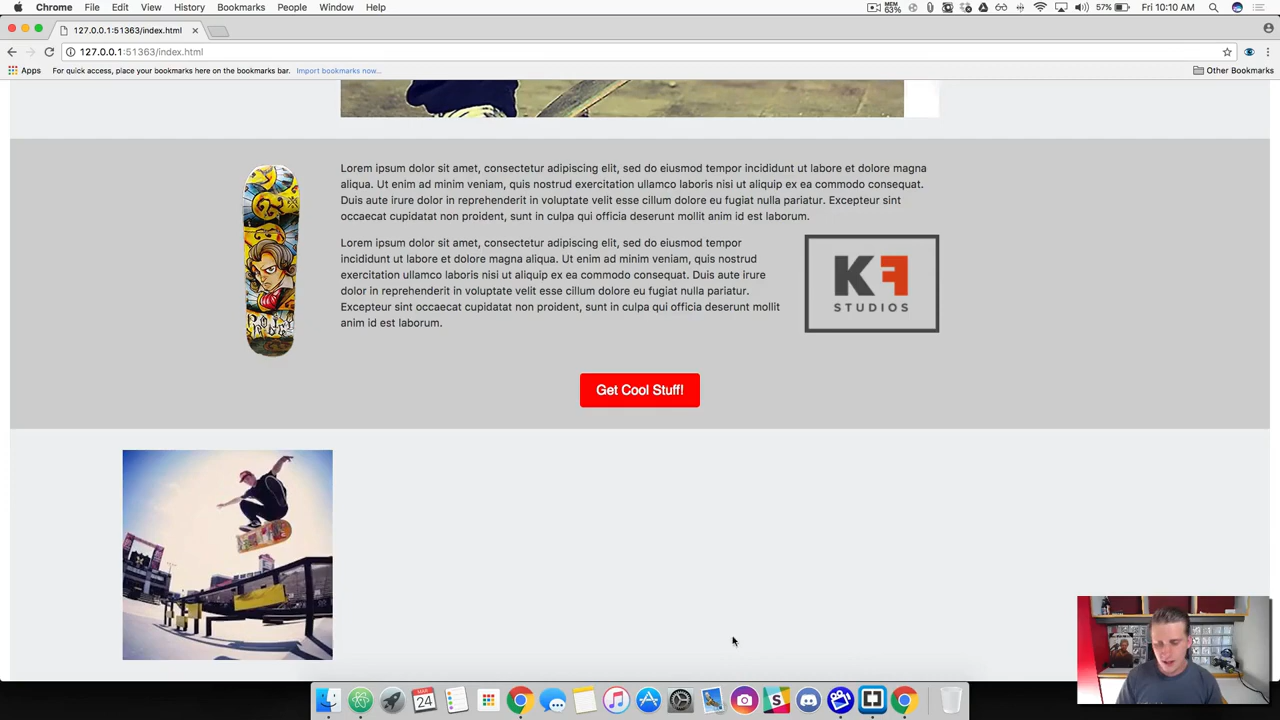 Chrome File Edit View History Bookmarks People Window Help MEM 63% 57% Fri 10:10 AM
127.0.0.1:51363/index.html
127.0.0.1:51363/index.html
Apps For quick access, place your bookmarks here on the bookmarks bar. Import bookmarks now... Other Bookmarks
Lorem ipsum dolor sit amet, consectetur adipiscing elit, sed do eiusmod tempor incididunt ut labore et dolore magna
aliqua. Ut enim ad minim veniam, quis nostrud exercitation ullamco laboris nisi ut aliquip ex ea commodo consequat.
Duis aute irure dolor in reprehenderit in voluptate velit esse cillum dolore eu fugiat nulla pariatur. Excepteur sint
occaecat cupidatat non proident, sunt in culpa qui officia deserunt mollit anim id est laborum.
Lorem ipsum dolor sit amet, consectetur adipiscing elit, sed do eiusmod tempor
incididunt ut labore et dolore magna aliqua. Ut enim ad minim veniam, quis nostrud
exercitation ullamco laboris nisi ut aliquip ex ea commodo consequat. Duis aute irure
dolor in reprehenderit in voluptate velit esse cillum dolore eu fugiat nulla pariatur.
Excepteur sint occaecat cupidatat non proident, sunt in culpa qui officia deserunt mollit
anim id est laborum.
KF
STUDIOS
Get Cool Stuff!
MAR
24